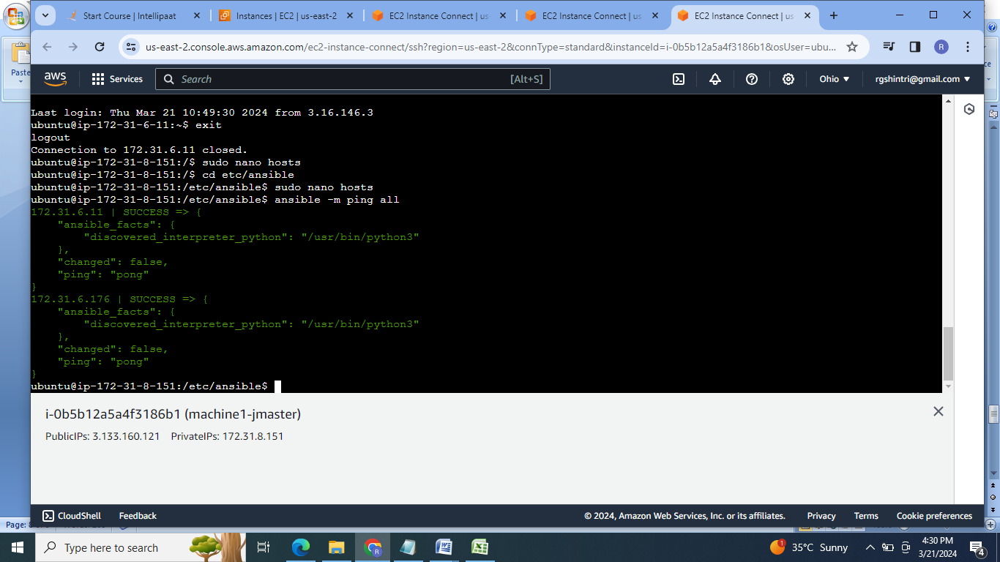 Start Course | Intellipaat
Instances | EC2 | us-east-2
EC2 Instance Connect | us
EC2 Instance Connect | us
EC2 Instance Connect | us
us-east-2.console.aws.amazon.com/ec2-instance-connect/ssh?region=us-east-2&connType=standard&instanceId=i-0b5b12a5a4f3186b1&osUser=ubu...
R
Paste
aws
Services
Search
[Alt+S]
Ohio
rgshintri@gmail.com
Last login: Thu Mar 21 10:49:30 2024 from 3.16.146.3
ubuntu@ip-172-31-6-11:~$ exit
logout
Connection to 172.31.6.11 closed.
ubuntu@ip-172-31-8-151:/$ sudo nano hosts
ubuntu@ip-172-31-8-151:/$ cd etc/ansible
ubuntu@ip-172-31-8-151:/etc/ansible$ sudo nano hosts
ubuntu@ip-172-31-8-151:/etc/ansible$ ansible -m ping all
172.31.6.11 | SUCCESS => {
    "ansible_facts": {
        "discovered_interpreter_python": "/usr/bin/python3"
    },
    "changed": false,
    "ping": "pong"
}
172.31.6.176 | SUCCESS => {
    "ansible_facts": {
        "discovered_interpreter_python": "/usr/bin/python3"
    },
    "changed": false,
    "ping": "pong"
}
ubuntu@ip-172-31-8-151:/etc/ansible$
i-0b5b12a5a4f3186b1 (machine1-jmaster)
PublicIPs: 3.133.160.121 PrivateIPs: 172.31.8.151
CloudShell
Feedback
© 2024, Amazon Web Services, Inc. or its affiliates.
Privacy
Terms
Cookie preferences
Page:
Type here to search
R
1
35°C Sunny
4:30 PM
3/21/2024
4